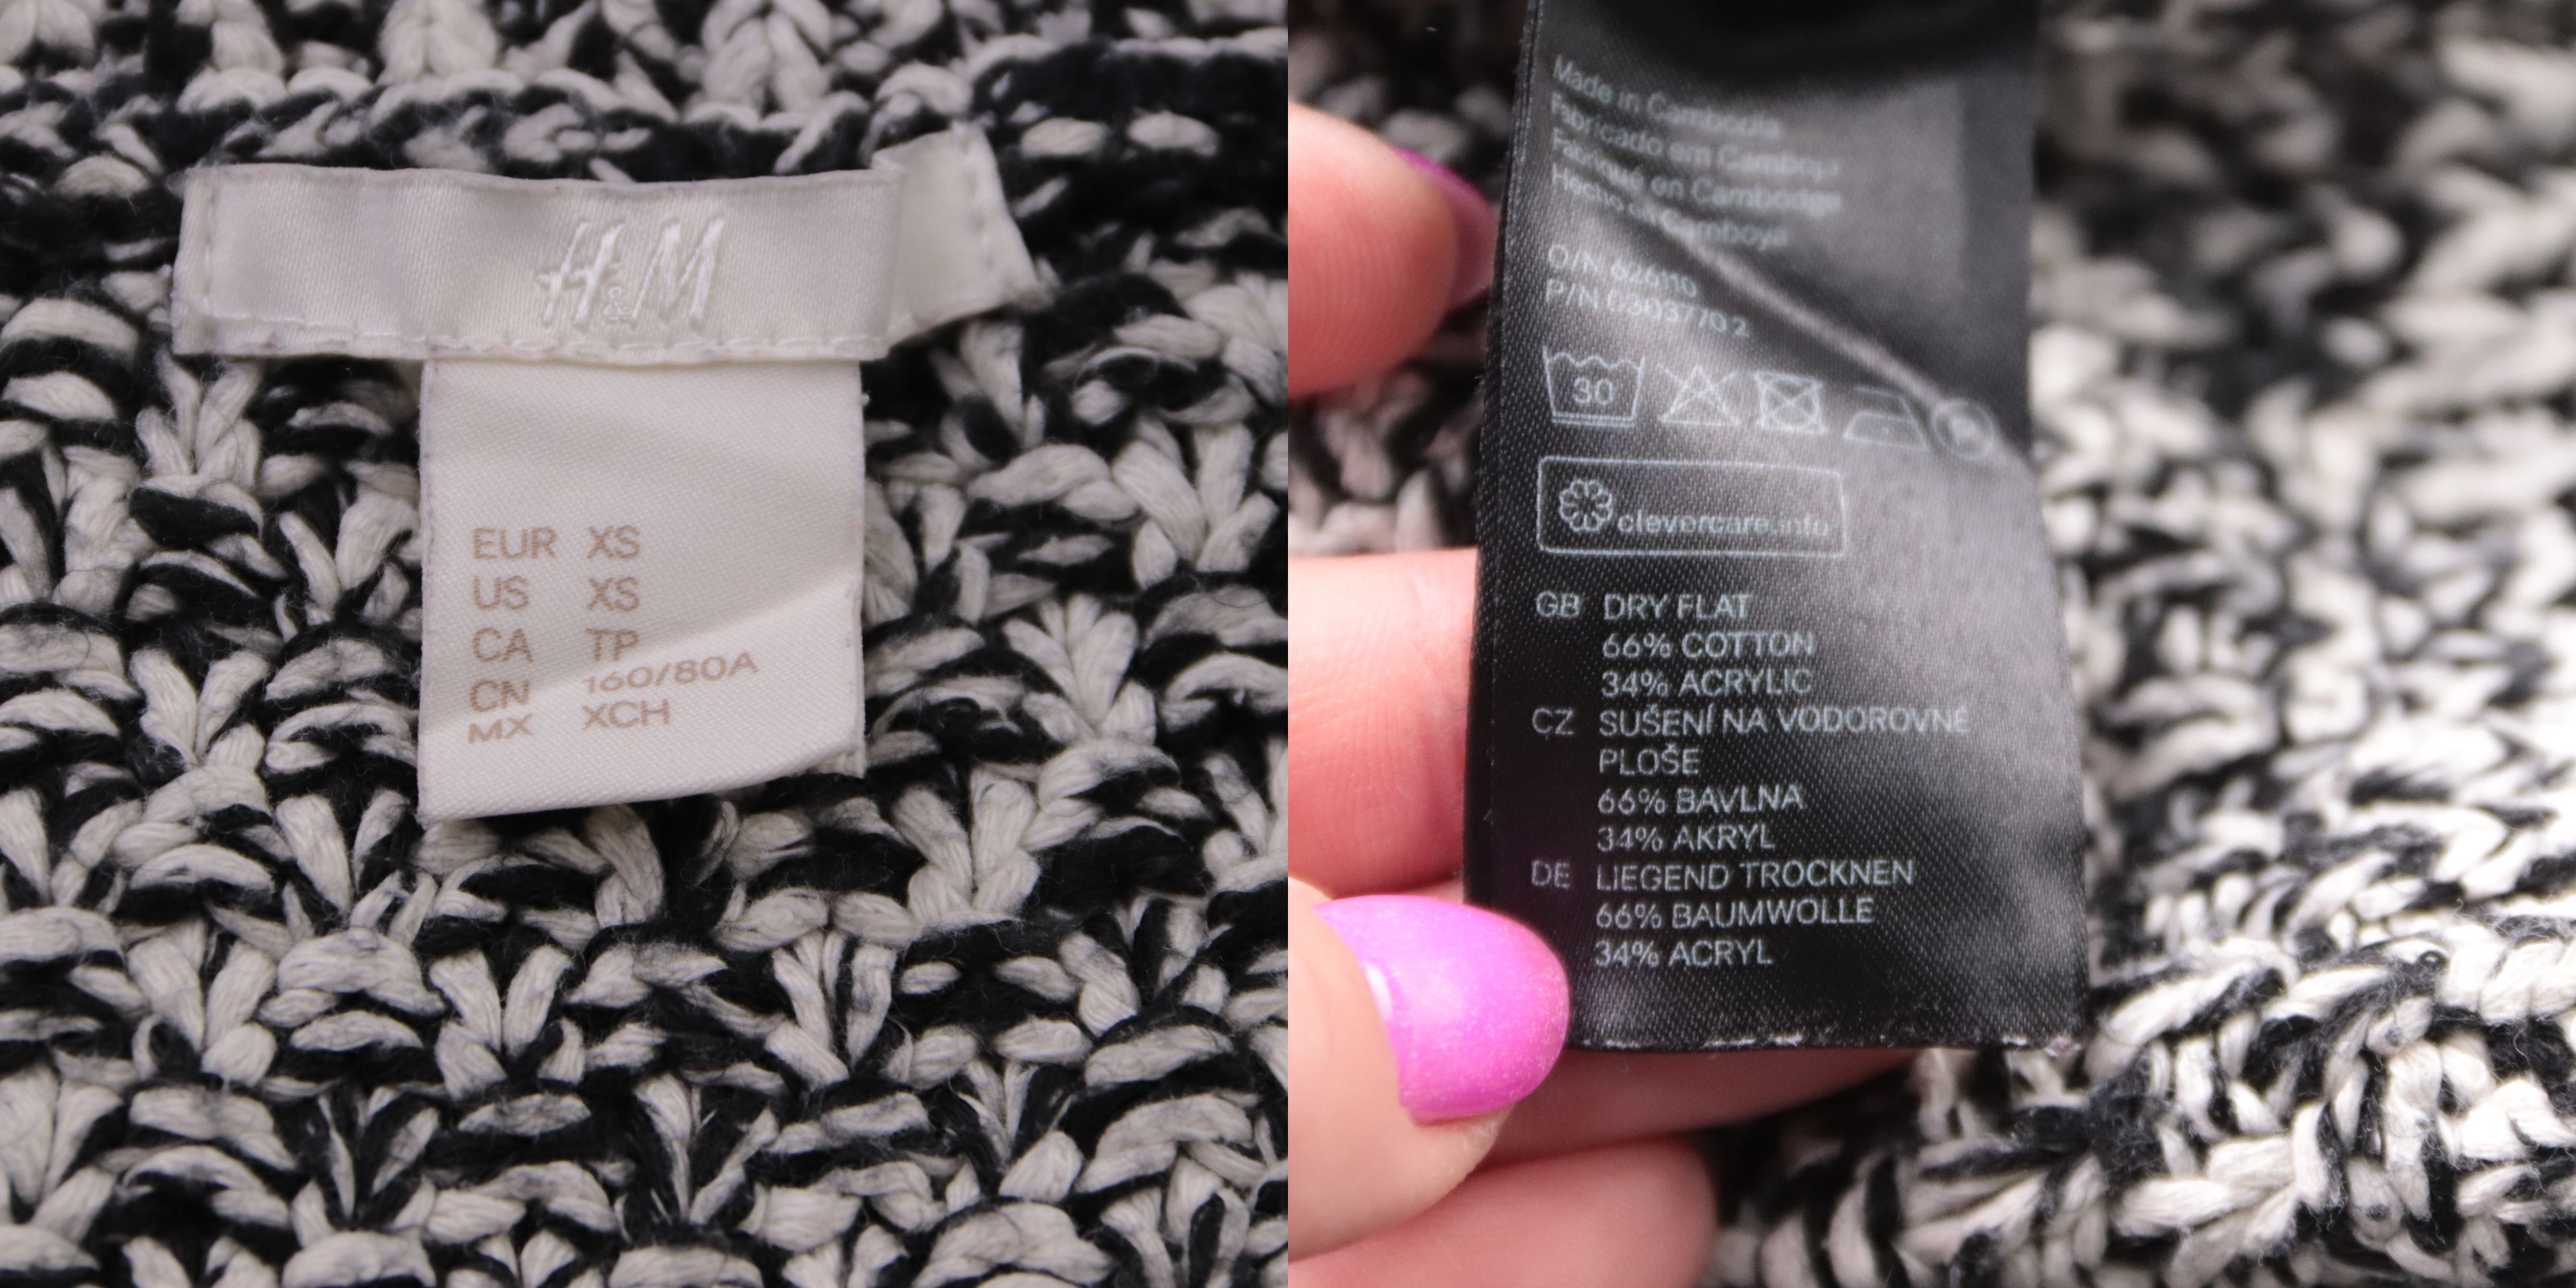 H&M
EUR XS
US XS
CA TP
CN 160/80A
MX XCH
Made in Cambodia
Fabricado em Camboja
Fabriqué en Cambodge
Hecho en Camboya
O/N 626110
P/N
30
clevercare.info
GB DRY FLAT
66% COTTON
34% ACRYLIC
CZ SUŠENÍ NA VODOROVNÉ
PLOŠE
66% BAVLNA
34% AKRYL
DE LIEGEND TROCKNEN
66% BAUMWOLLE
34% ACRYL